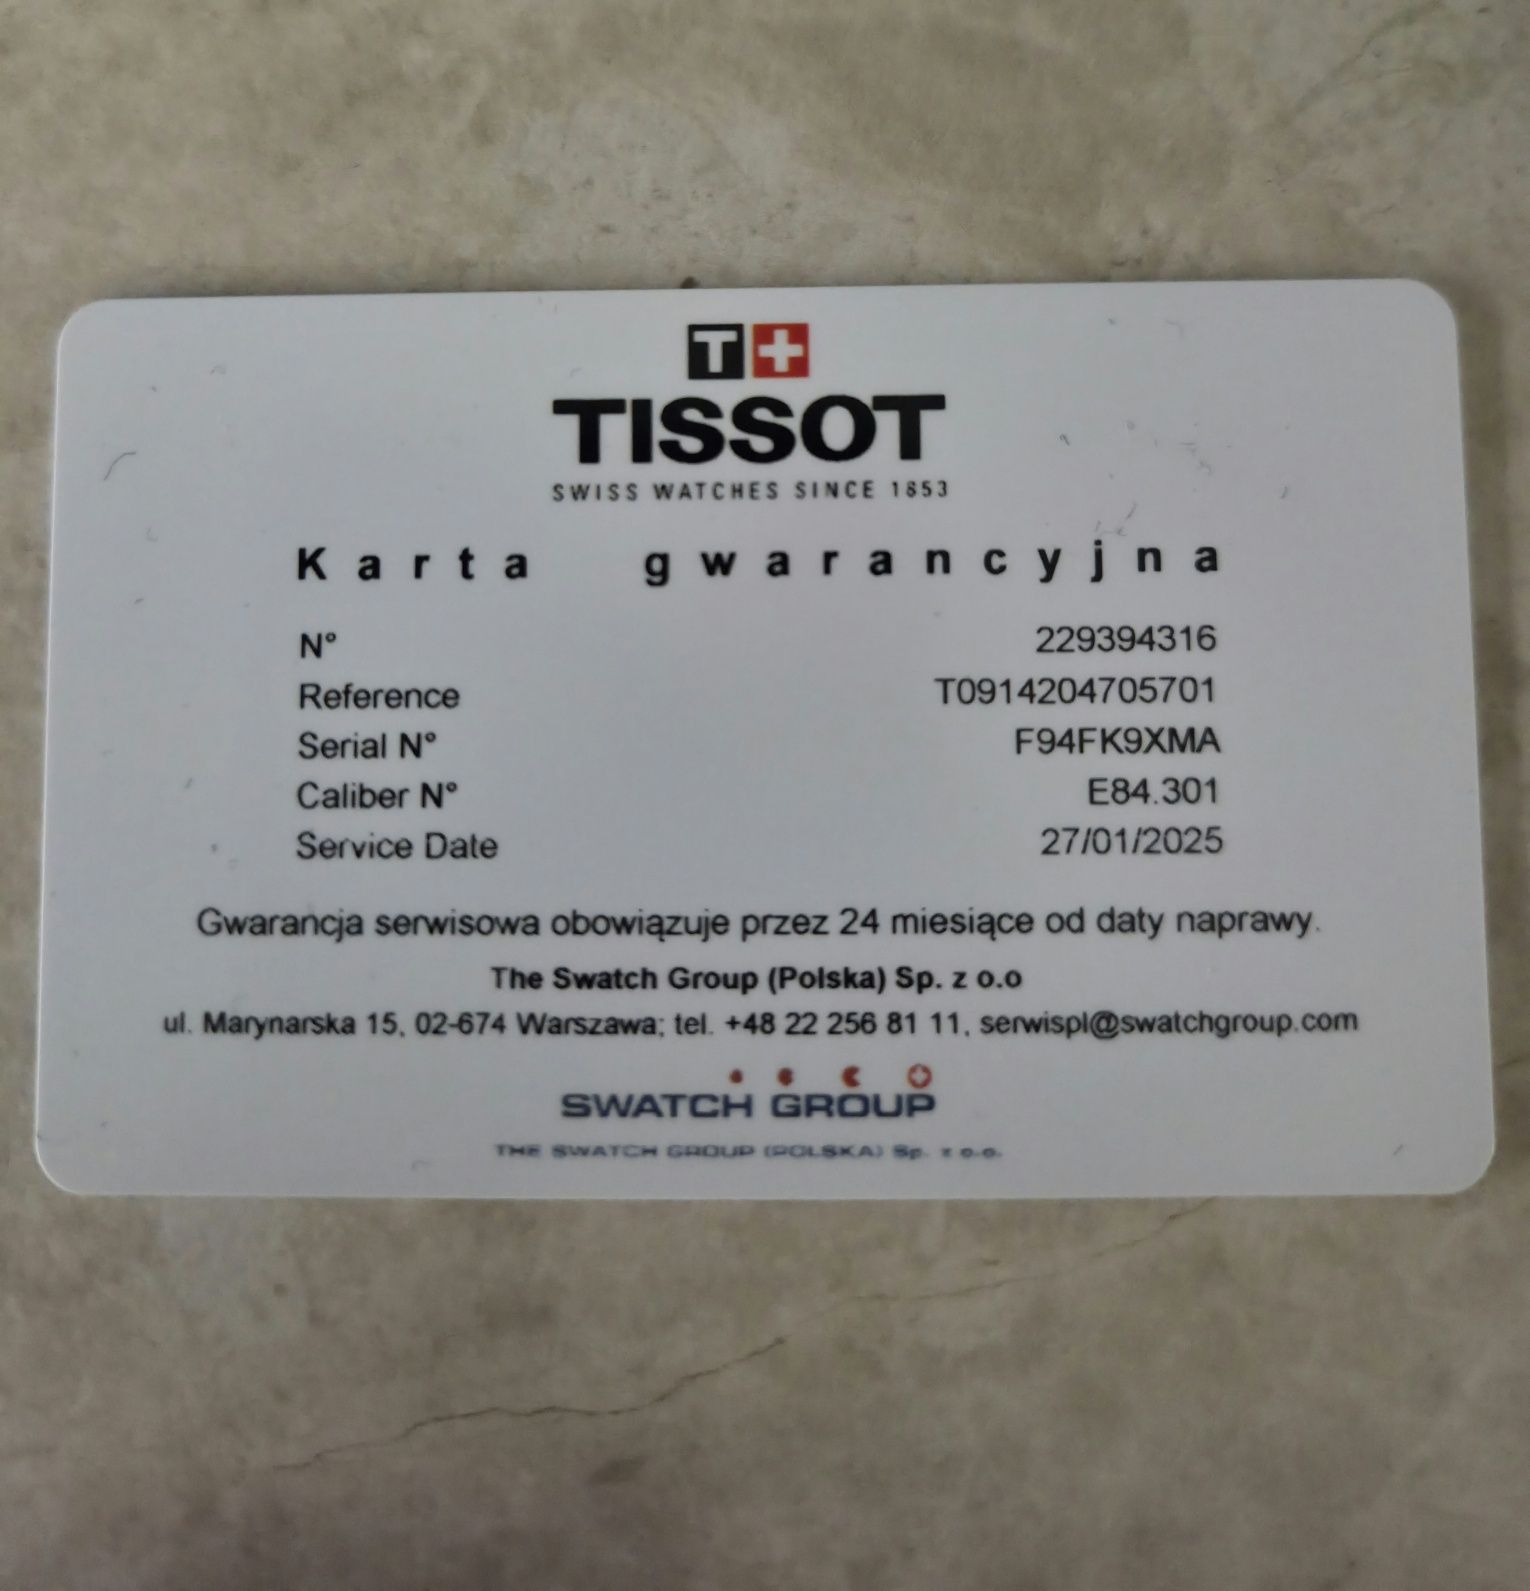 T+
TISSOT
SWISS WATCHES SINCE 1853
Karta gwarancyjna
N° 229394316
Reference T0914204705701
Serial N° F94FK9XMA
Caliber N° E84.301
Service Date 27/01/2025
Gwarancja serwisowa obowiązuje przez 24 miesiące od daty naprawy.
The Swatch Group (Polska) Sp. z o.o
ul. Marynarska 15, 02-674 Warszawa; tel. +48 22 256 81 11, serwispl@swatchgroup.com
SWATCH GROUP
THE SWATCH GROUP (POLSKA) Sp. z o.o.